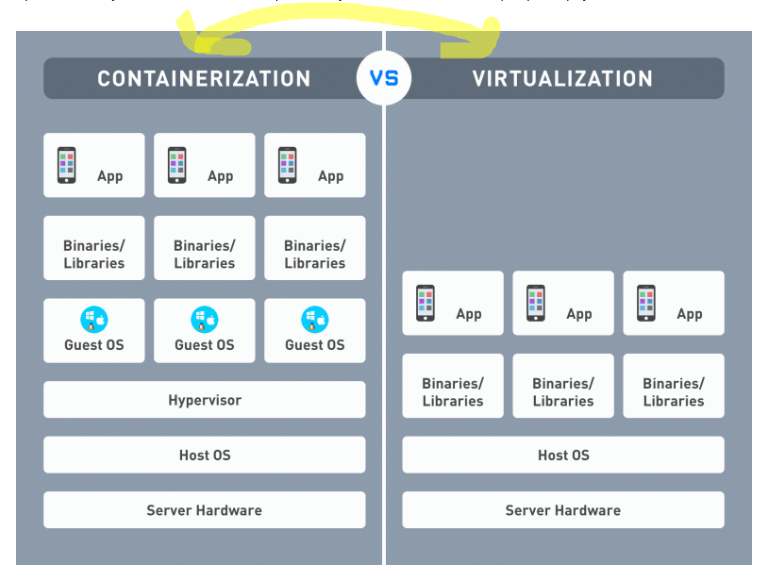 CONTAINERIZATION
VS
VIRTUALIZATION
App
App
App
Binaries/
Libraries
Binaries/
Libraries
Binaries/
Libraries
Guest OS
Guest OS
Guest OS
Hypervisor
Host OS
Server Hardware
App
App
App
Binaries/
Libraries
Binaries/
Libraries
Binaries/
Libraries
Host OS
Server Hardware